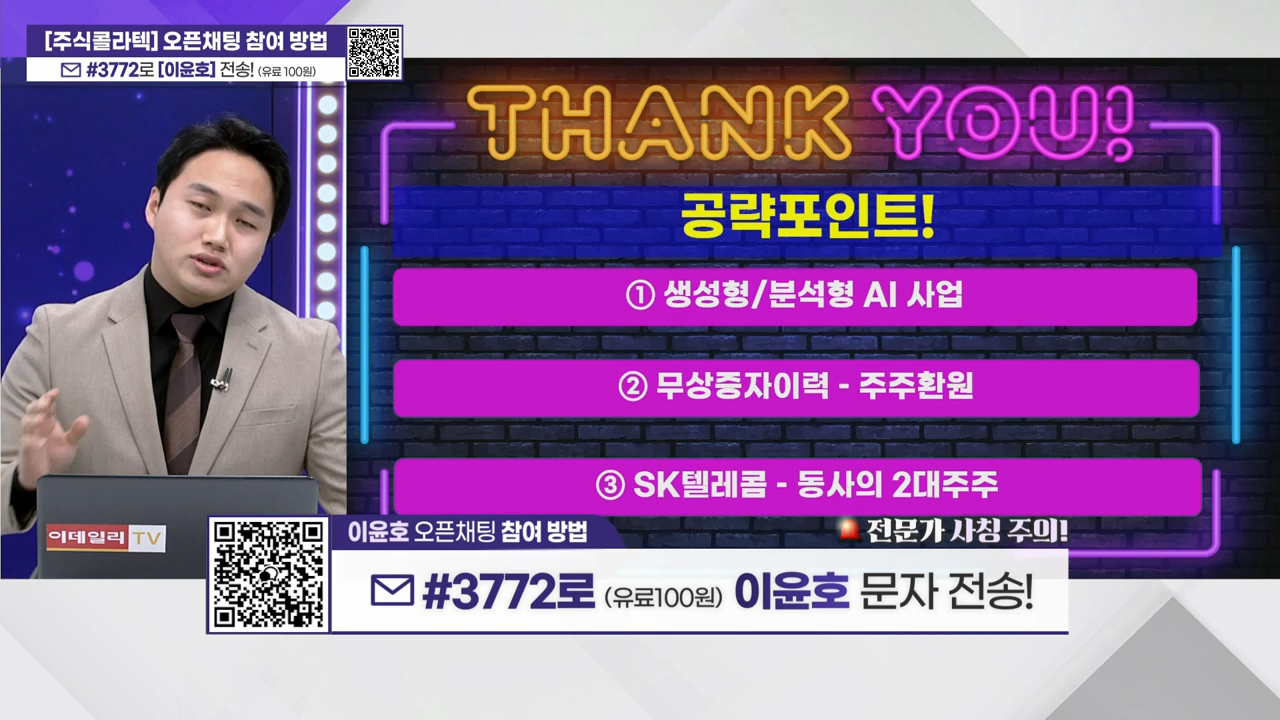 [주식콜라텍] 오픈채팅 참여 방법
#3772로 [이윤호] 전송! (유료 100원)
THANK YOU!
공략포인트!
① 생성형/분석형 AI 사업
② 무상증자이력 - 주주환원
③ SK텔레콤 - 동사의 2대주주
이데일리TV
이윤호 오픈채팅 참여 방법
전문가 사칭 주의!
#3772로 (유료100원) 이윤호 문자 전송!